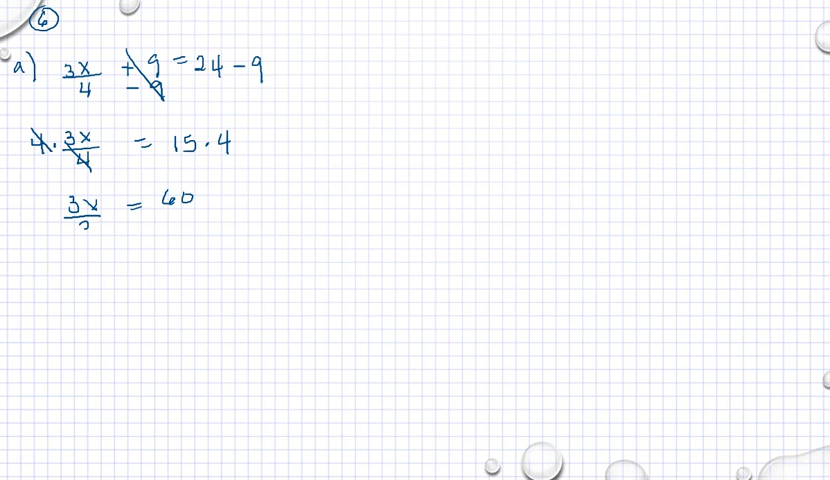 6
a) 3x/4 + 9 = 24 - 9
- 9
4 · 3x/4 = 15 · 4
3x/3 = 60